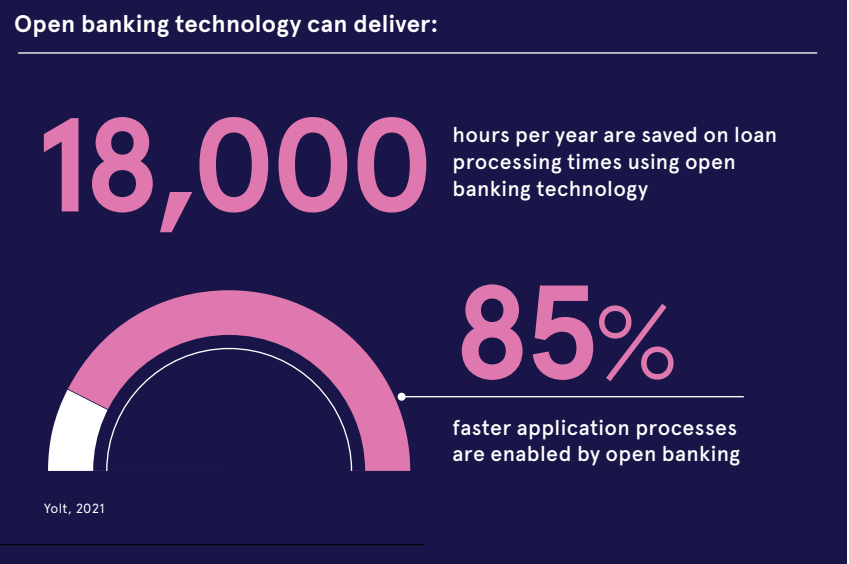 Open banking technology can deliver:
18,000
hours per year are saved on loan
processing times using open
banking technology
85%
faster application processes
are enabled by open banking
Yolt, 2021